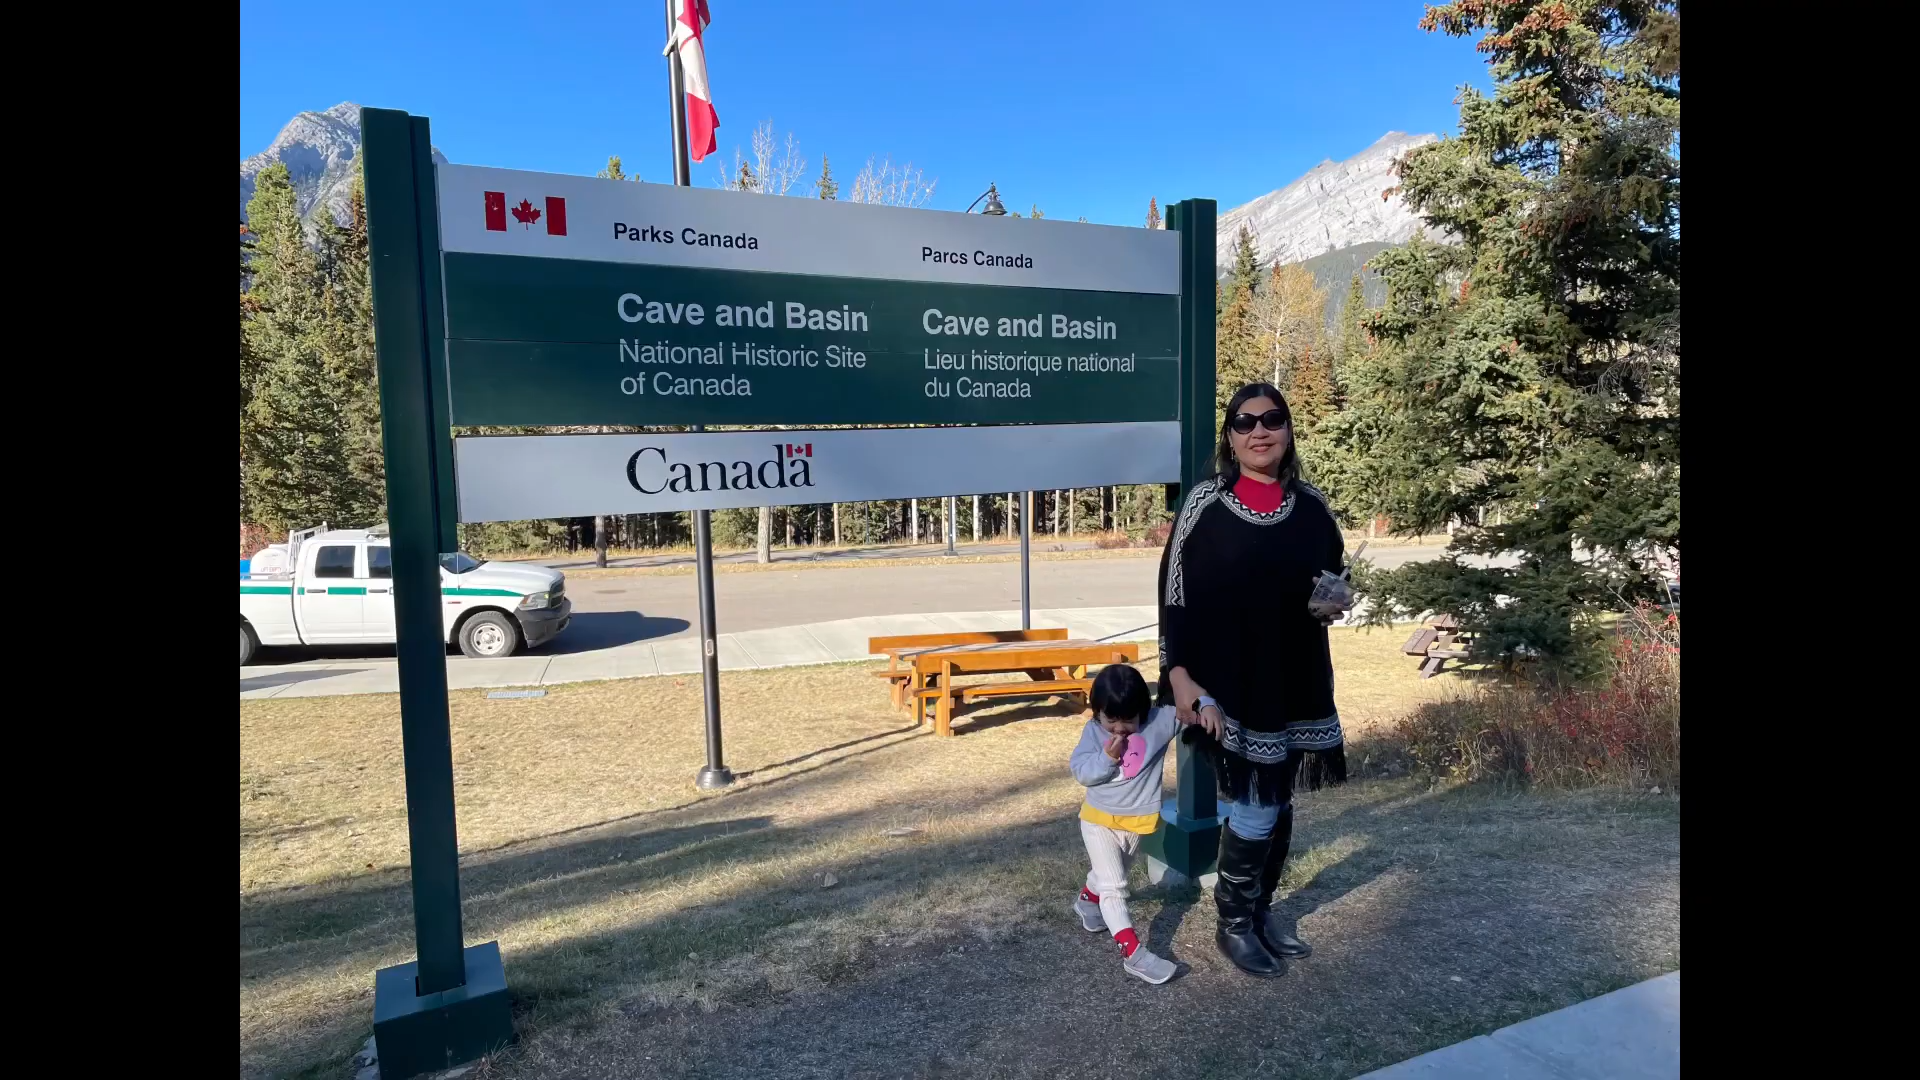 Parks Canada
Parcs Canada
Cave and Basin
National Historic Site
of Canada
Cave and Basin
Lieu historique national
du Canada
Canada